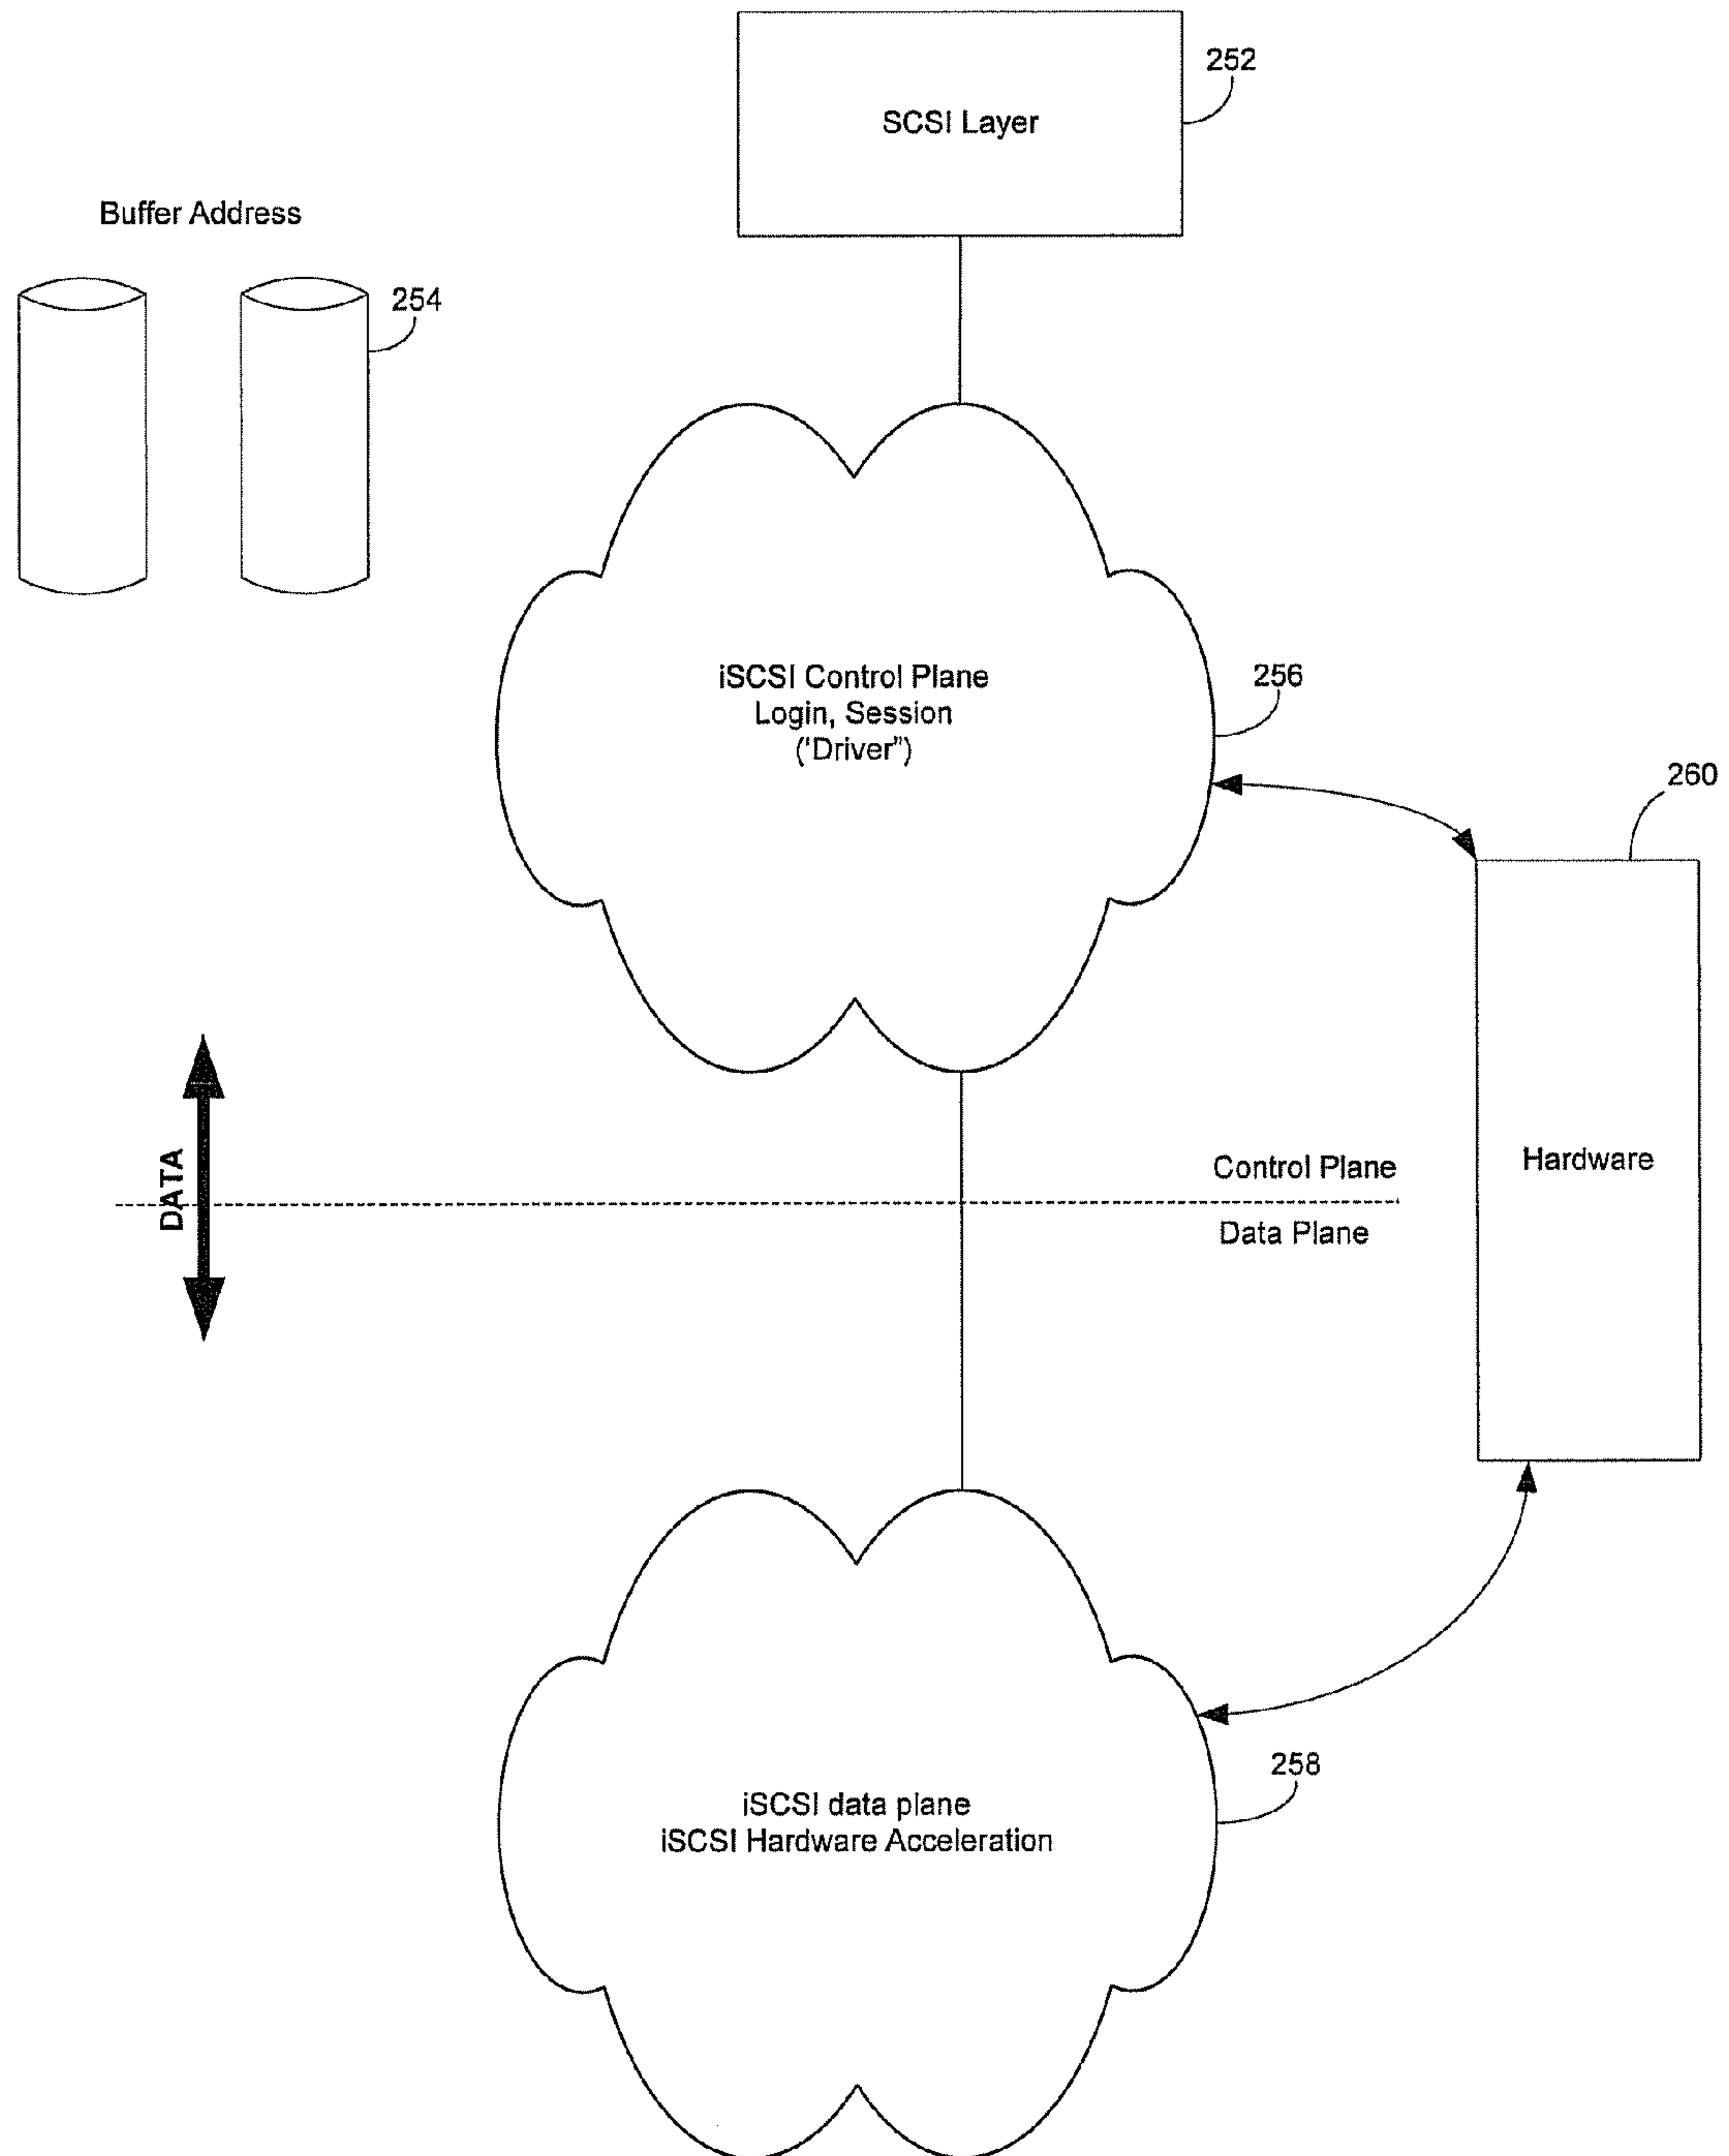 252
SCSI Layer
Buffer Address
254
iSCSI Control Plane
Login, Session
('Driver")
256
260
Hardware
DATA
Control Plane
Data Plane
258
iSCSI data plane
iSCSI Hardware Acceleration